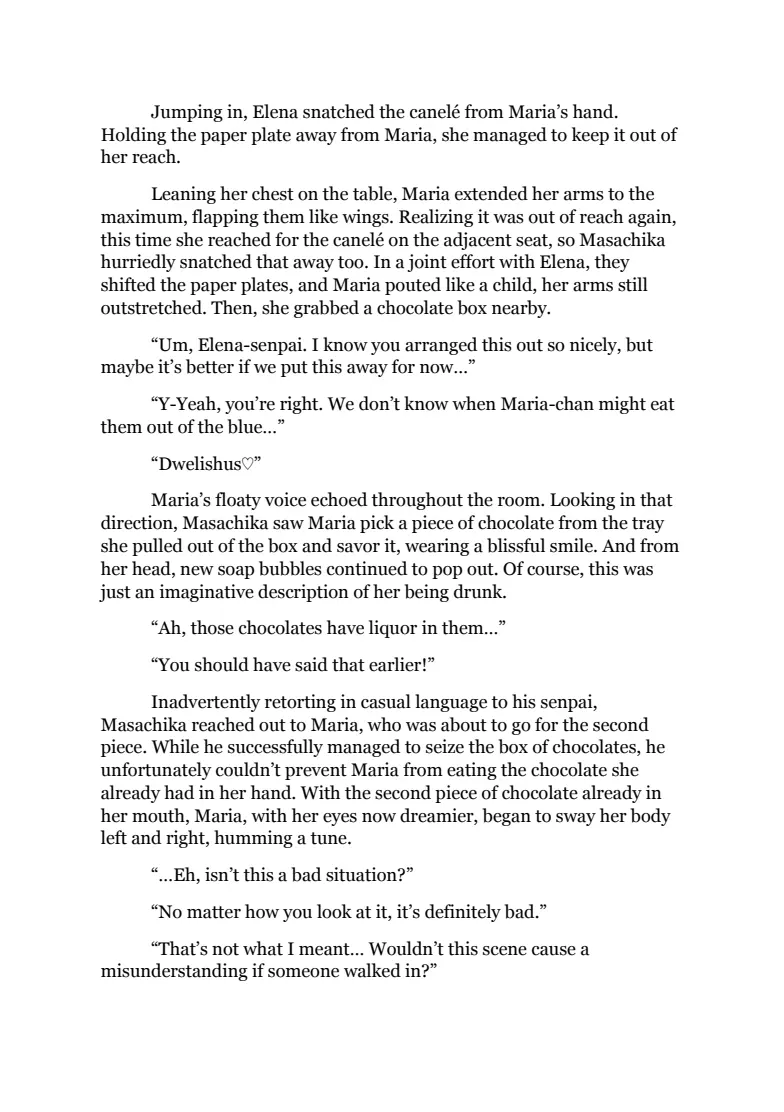 Jumping in, Elena snatched the canelé from Maria’s hand.
Holding the paper plate away from Maria, she managed to keep it out of
her reach.
Leaning her chest on the table, Maria extended her arms to the
maximum, flapping them like wings. Realizing it was out of reach again,
this time she reached for the canelé on the adjacent seat, so Masachika
hurriedly snatched that away too. In a joint effort with Elena, they
shifted the paper plates, and Maria pouted like a child, her arms still
outstretched. Then, she grabbed a chocolate box nearby.
“Um, Elena-senpai. I know you arranged this out so nicely, but
maybe it’s better if we put this away for now…”
“Y-Yeah, you’re right. We don’t know when Maria-chan might eat
them out of the blue…”
“Dwelishus♡”
Maria’s floaty voice echoed throughout the room. Looking in that
direction, Masachika saw Maria pick a piece of chocolate from the tray
she pulled out of the box and savor it, wearing a blissful smile. And from
her head, new soap bubbles continued to pop out. Of course, this was
just an imaginative description of her being drunk.
“Ah, those chocolates have liquor in them…”
“You should have said that earlier!”
Inadvertently retorting in casual language to his senpai,
Masachika reached out to Maria, who was about to go for the second
piece. While he successfully managed to seize the box of chocolates, he
unfortunately couldn’t prevent Maria from eating the chocolate she
already had in her hand. With the second piece of chocolate already in
her mouth, Maria, with her eyes now dreamier, began to sway her body
left and right, humming a tune.
“…Eh, isn’t this a bad situation?”
“No matter how you look at it, it’s definitely bad.”
“That’s not what I meant… Wouldn’t this scene cause a
misunderstanding if someone walked in?”